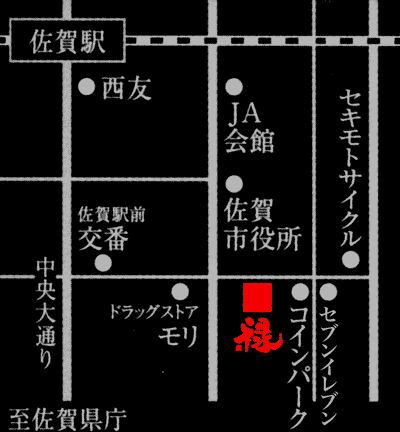 佐賀駅
西友
JA
会館
セキモトサイクル
佐賀
市役所
佐賀駅前
交番
中央大通り
ドラッグストア
モリ
禄
コインパーク
セブンイレブン
至佐賀県庁